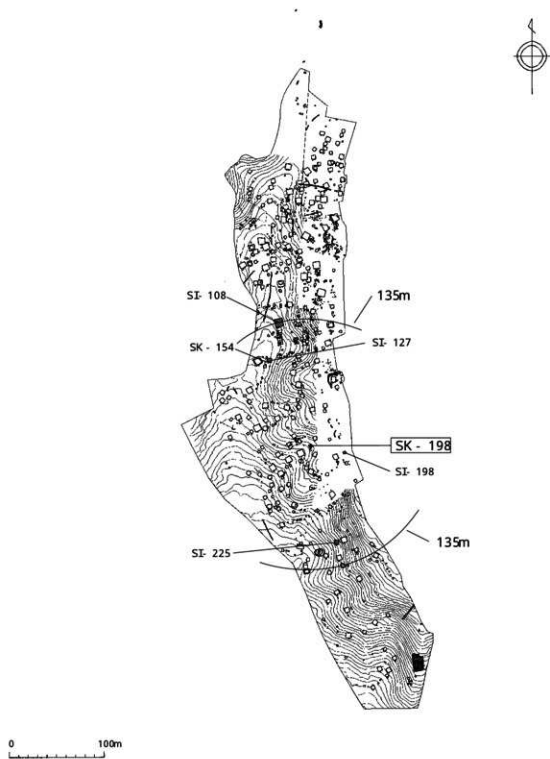 SI- 108
135m
SK - 154
SI- 127
SK - 198
SI- 198
135m
SI- 225
0 100m